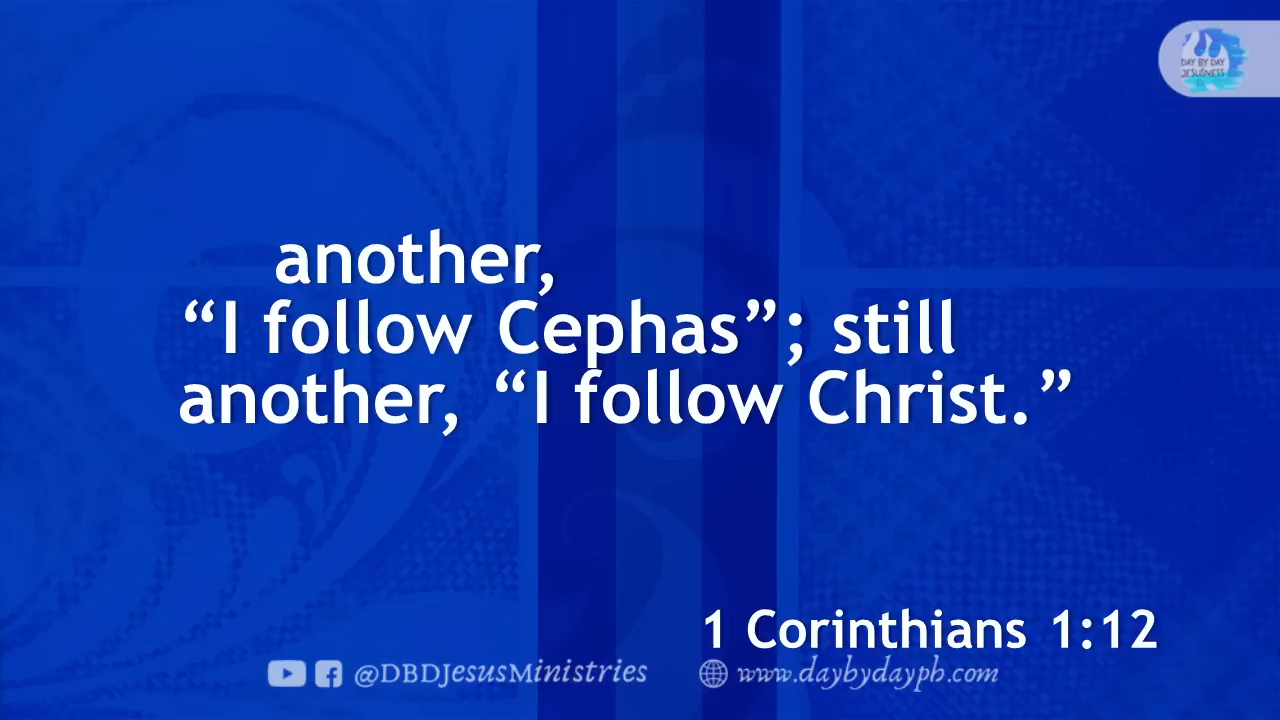 DAY BY DAY
JESUSNESS
another,
“I follow Cephas”; still
another, “I follow Christ.”
1 Corinthians 1:12
@DBDJesusMinistries
www.daybydayph.com